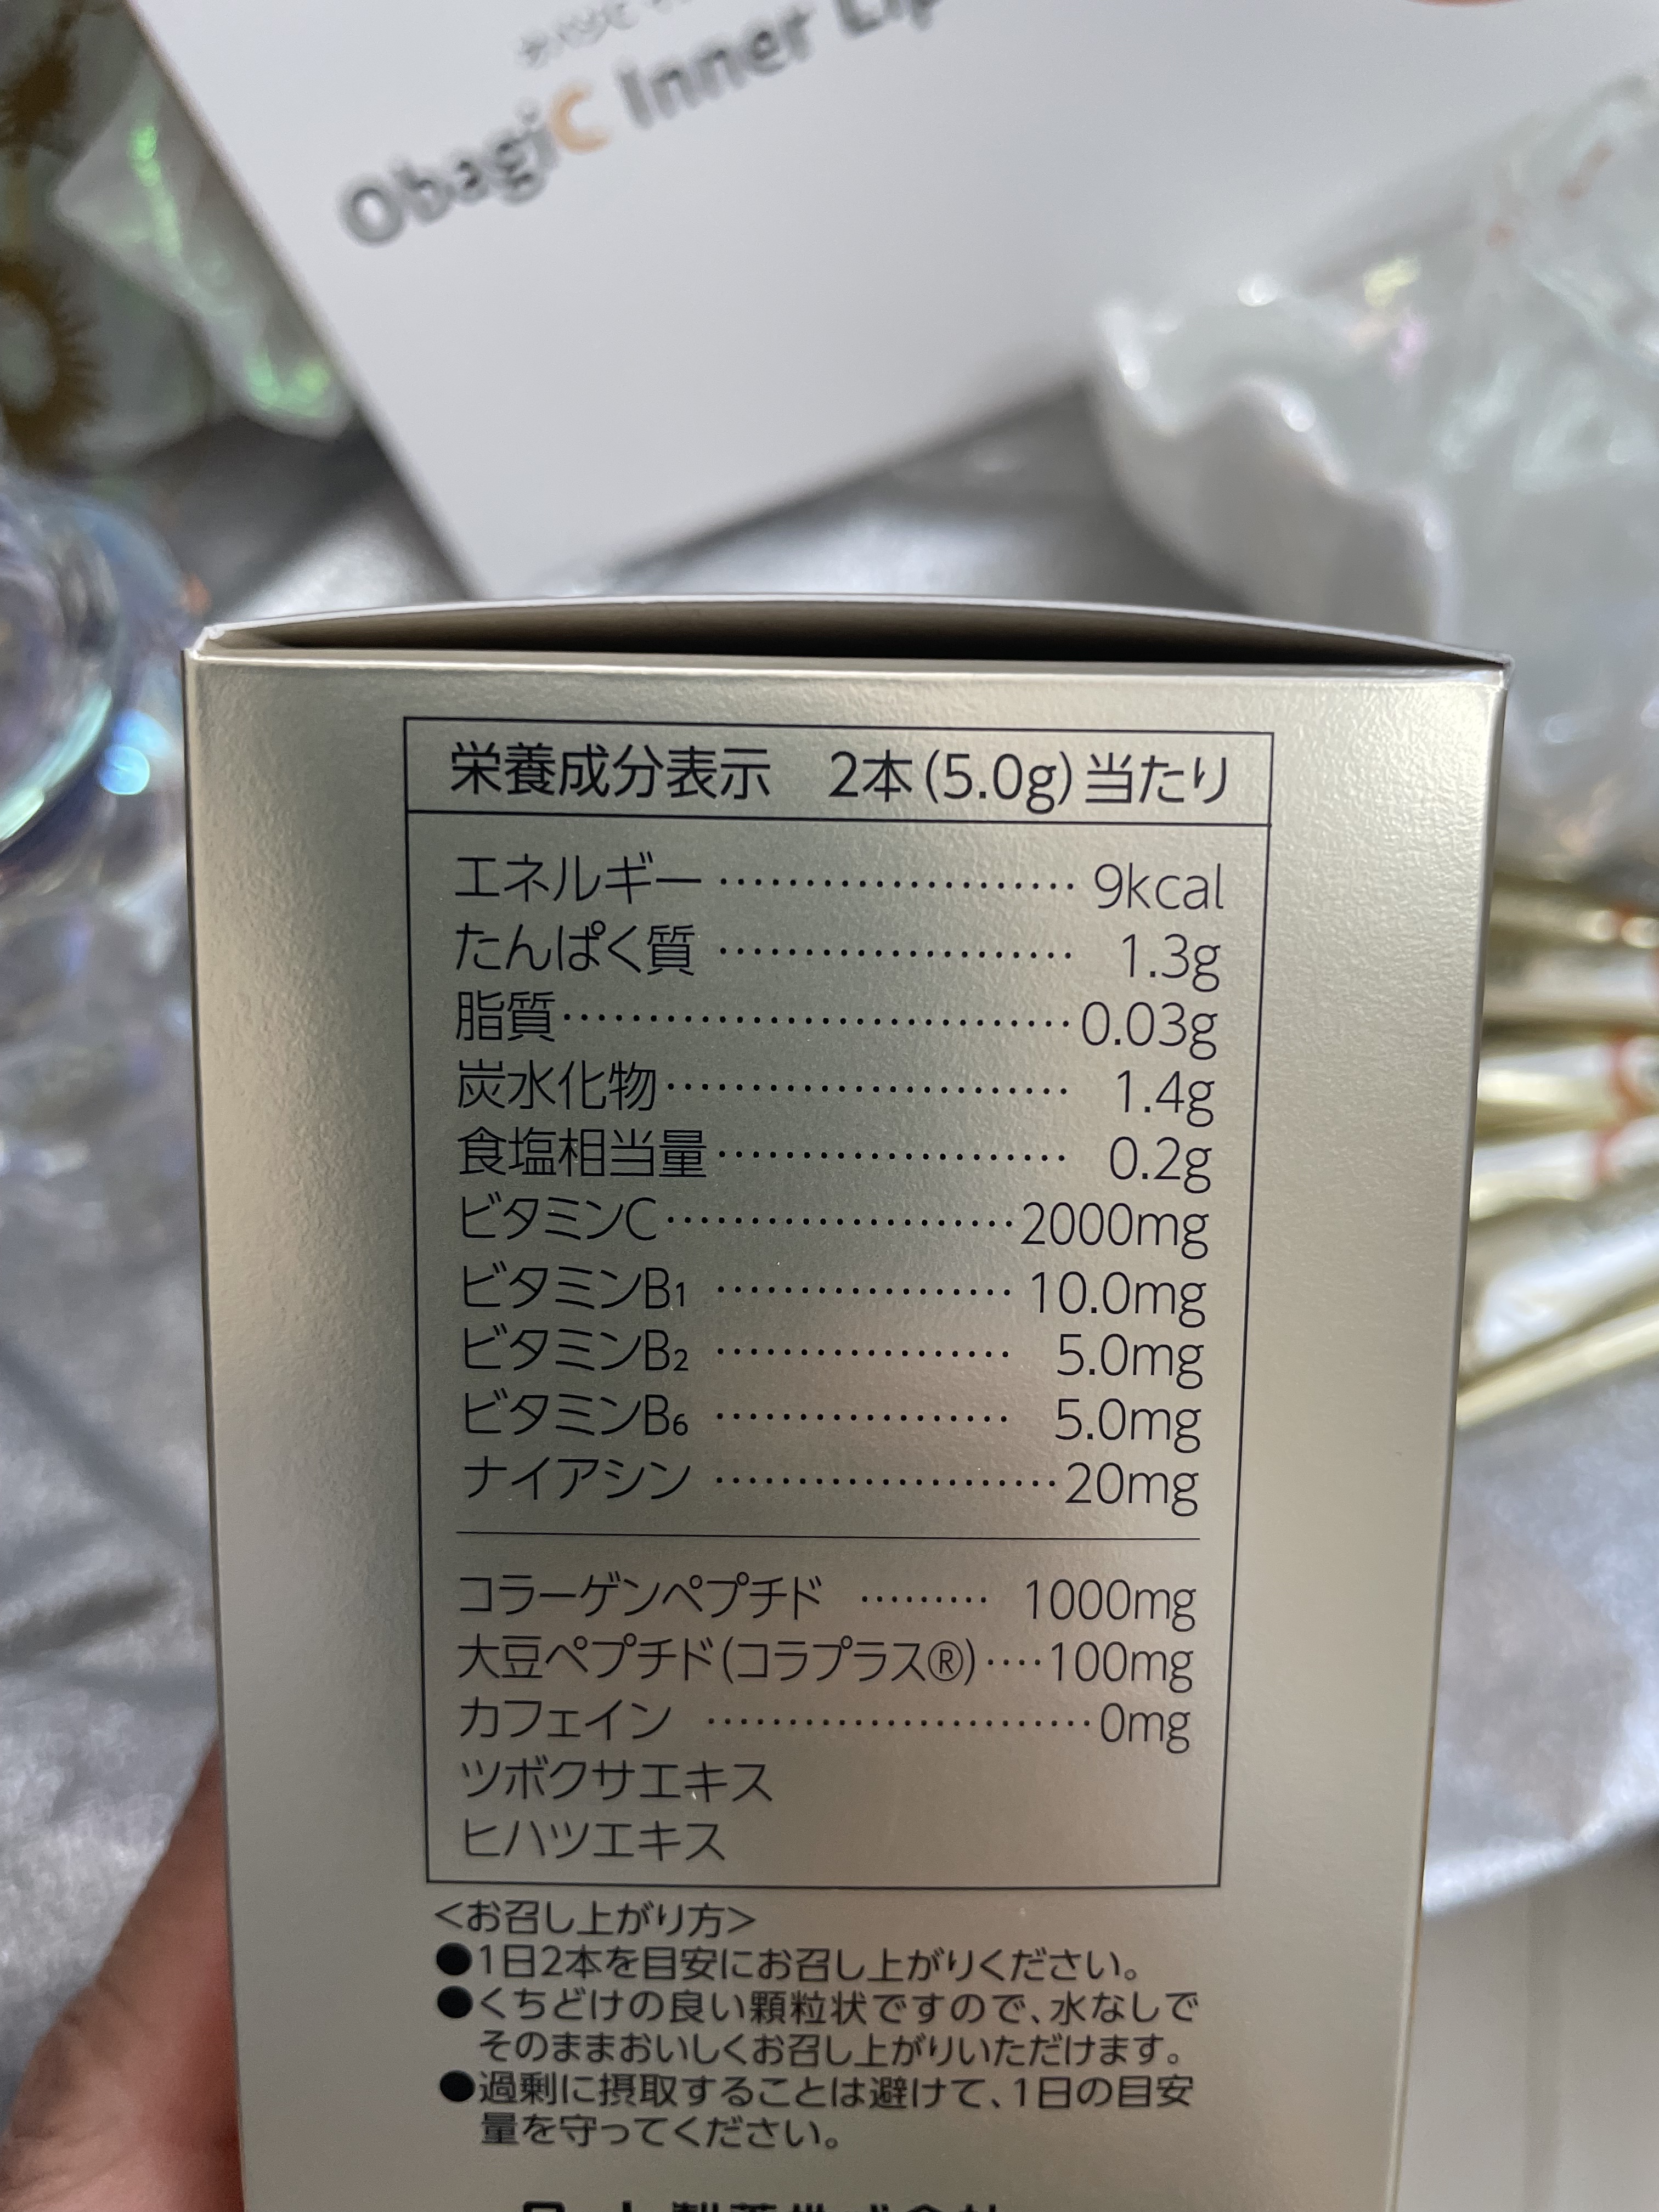 ObagiC Inner Lip
栄養成分表示 2本(5.0g)当たり
エネルギー…………………9kcal
たんぱく質…………………1.3g
脂質…………………………0.03g
炭水化物……………………1.4g
食塩相当量…………………0.2g
ビタミンC…………………2000mg
ビタミンB₁ ………………10.0mg
ビタミンB₂ ………………5.0mg
ビタミンB₆ ………………5.0mg
ナイアシン…………………20mg
コラーゲンペプチド ………1000mg
大豆ペプチド(コラプラス®)‥‥100mg
カフェイン ……………………0mg
ツボクサエキス
ヒハツエキス
<お召し上がり方>
●1日2本を目安にお召し上がりください。
●くちどけの良い顆粒状ですので、水なしで
そのままおいしくお召し上がりいただけます。
●過剰に摂取することは避けて、1日の目安
量を守ってください。